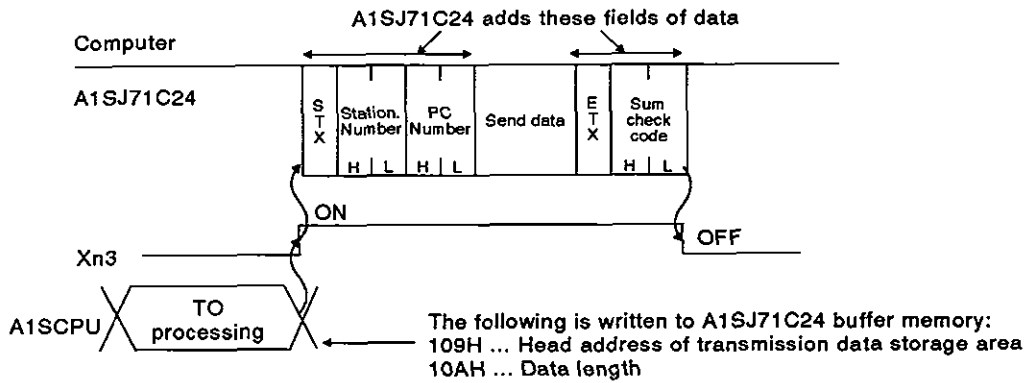 A1SJ71C24 adds these fields of data
Computer
A1SJ71C24
S
T
X
Station.
Number
H L
PC
Number
H L
Send data
E
T
X
Sum
check
code
H L
ON
OFF
Xn3
A1SCPU
TO
processing
The following is written to A1SJ71C24 buffer memory:
109H ... Head address of transmission data storage area
10AH ... Data length